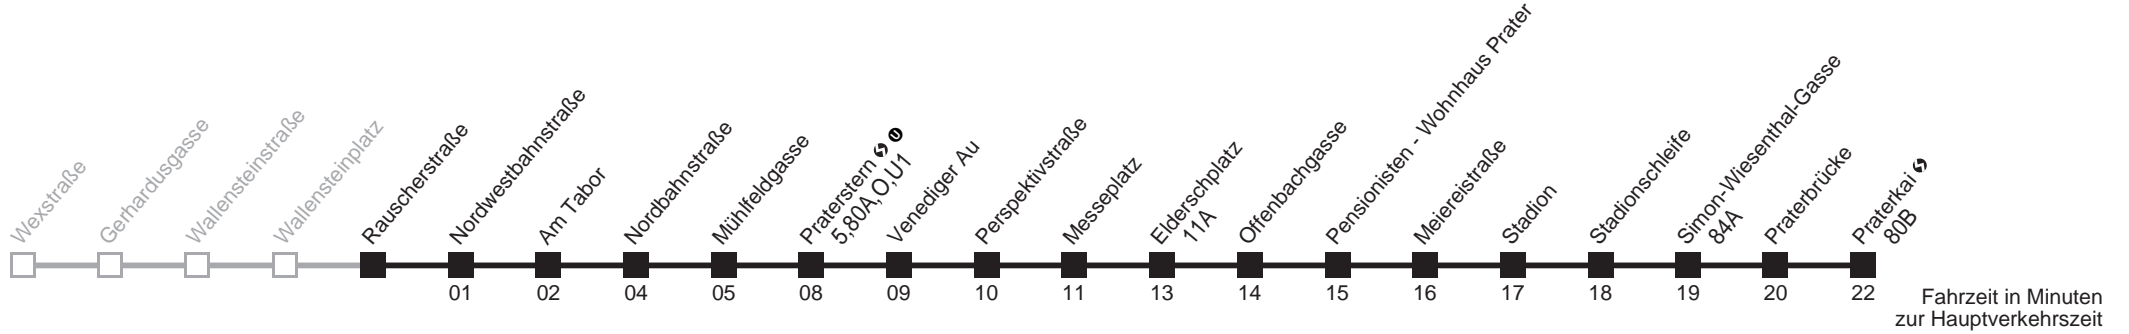 Wexstraße
Gerhardusgasse
Wallensteinstraße
Wallensteinplatz
Rauscherstraße
Nordwestbahnstraße
Am Tabor
Nordbahnstraße
Mühlfeldgasse
Praterstern S U
5,80A,O,U1
Venediger Au
Perspektivstraße
Messeplatz
Elderschplatz
11A
Offenbachgasse
Pensionisten - Wohnhaus Prater
Meiereistraße
Stadion
Stadionschleife
Simon-Wiesenthal-Gasse
84A
Praterbrücke
Praterkai S
80B
01 02 04 05 08 09 10 11 13 14 15 16 17 18 19 20 22
Fahrzeit in Minuten
zur Hauptverkehrszeit